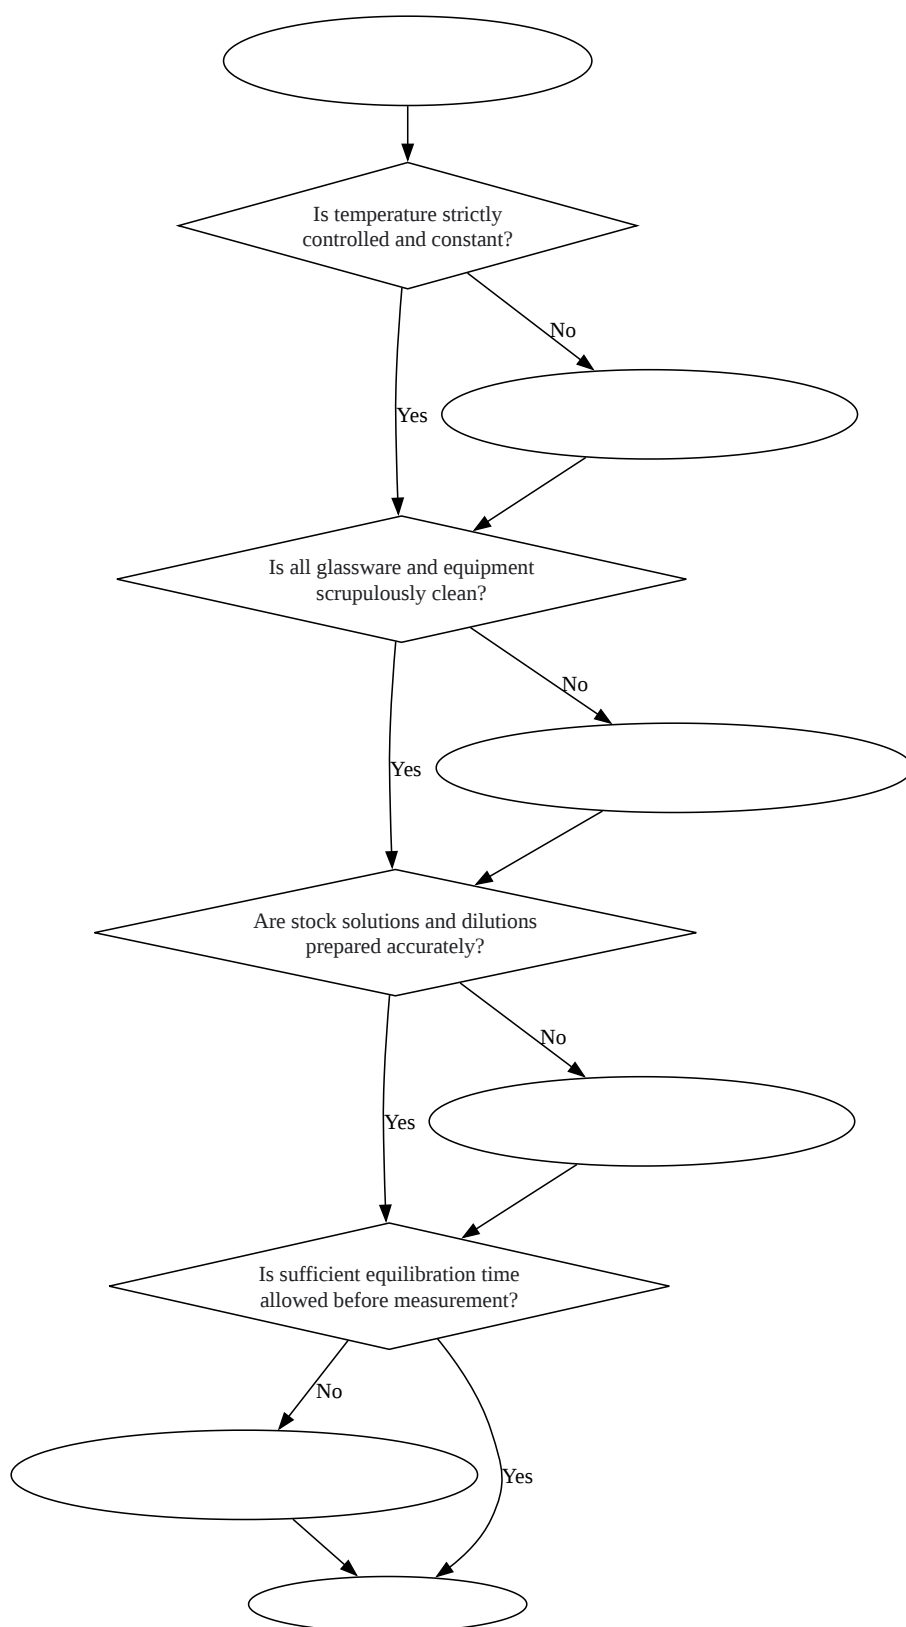 Is temperature strictly
controlled and constant?
No
Yes
Is all glassware and equipment
scrupulously clean?
No
Yes
Are stock solutions and dilutions
prepared accurately?
No
Yes
Is sufficient equilibration time
allowed before measurement?
No
Yes